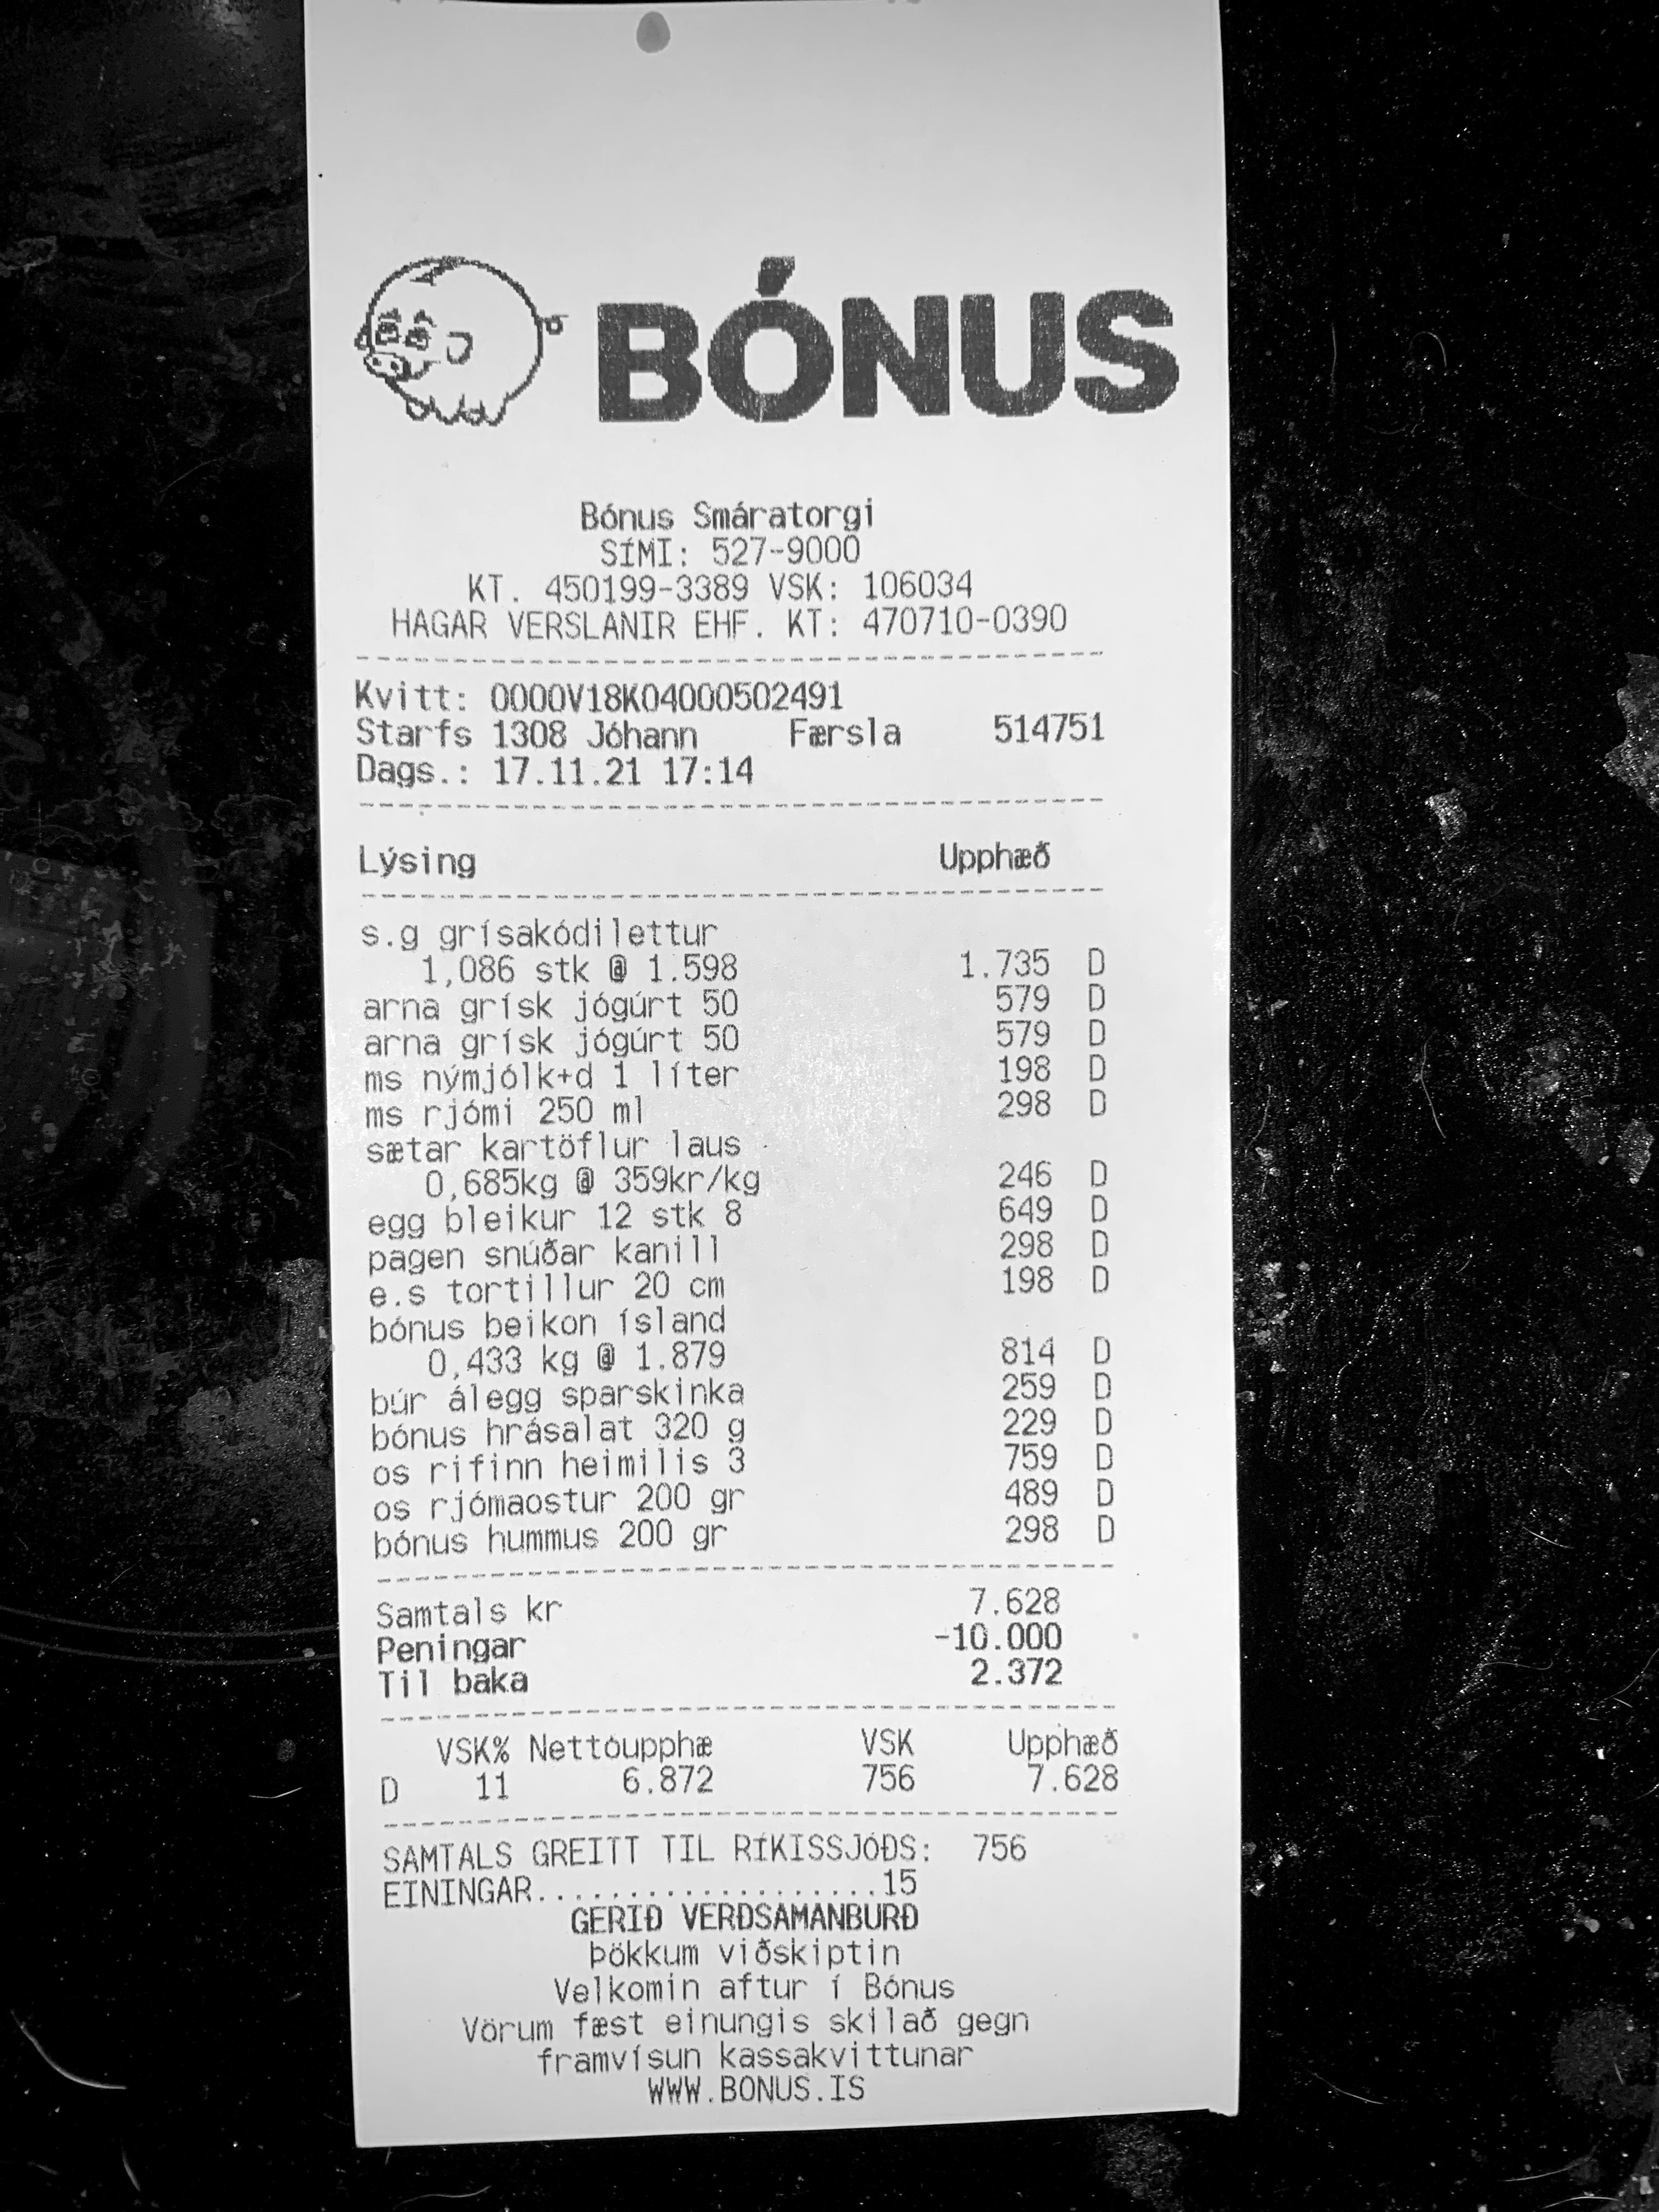 BÓNUS
Bónus Smáratorgi
SÍMI: 527-9000
KT. 450199-3389 VSK: 106034
HAGAR VERSLANIR EHF. KT: 470710-0390
Kvitt: 0000V18K04000502491
Starfs 1308 Jóhann Færsla 514751
Dags.: 17.11.21 17:14
Lýsing Upphæð
s.g grísakódilettur
1,086 stk @ 1.598 1.735 D
arna grísk jógúrt 50 579 D
arna grísk jógúrt 50 579 D
ms nýmjólk+d 1 líter 198 D
ms rjómi 250 ml 298 D
sætar kartöflur laus
0,685kg @ 359kr/kg 246 D
egg bleikur 12 stk 8 649 D
pagen snúðar kanill 298 D
e.s tortillur 20 cm 198 D
bónus beikon ísland
0,433 kg @ 1.879 814 D
búr álegg sparskinka 259 D
bónus hrásalat 320 g 229 D
os rifinn heimilis 3 759 D
os rjómaostur 200 gr 489 D
bónus hummus 200 gr 298 D
Samtals kr 7.628
Peningar -10.000
Til baka 2.372
VSK% Nettóupphæ VSK Upphæð
D 11 6.872 756 7.628
SAMTALS GREITT TIL RÍKISSJÓÐS: 756
EININGAR...................15
GERIÐ VERÐSAMANBURÐ
Þökkum viðskiptin
Velkomin aftur í Bónus
Vörum fæst einungis skilað gegn
framvísun kassakvittunar
WWW.BONUS.IS